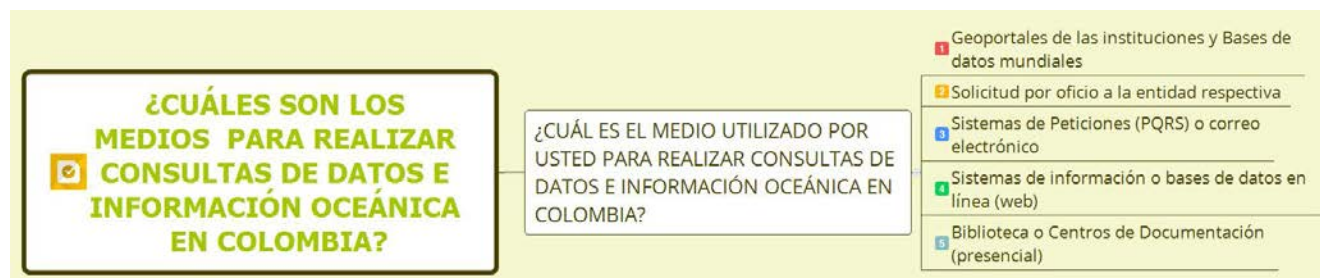 ¿CUÁLES SON LOS
MEDIOS PARA REALIZAR
CONSULTAS DE DATOS E
INFORMACIÓN OCEÁNICA
EN COLOMBIA?
¿CUÁL ES EL MEDIO UTILIZADO POR
USTED PARA REALIZAR CONSULTAS DE
DATOS E INFORMACIÓN OCEÁNICA EN
COLOMBIA?
1 Geoportales de las instituciones y Bases de
datos mundiales
2 Solicitud por oficio a la entidad respectiva
3 Sistemas de Peticiones (PQRS) o correo
electrónico
4 Sistemas de información o bases de datos en
línea (web)
5 Biblioteca o Centros de Documentación
(presencial)